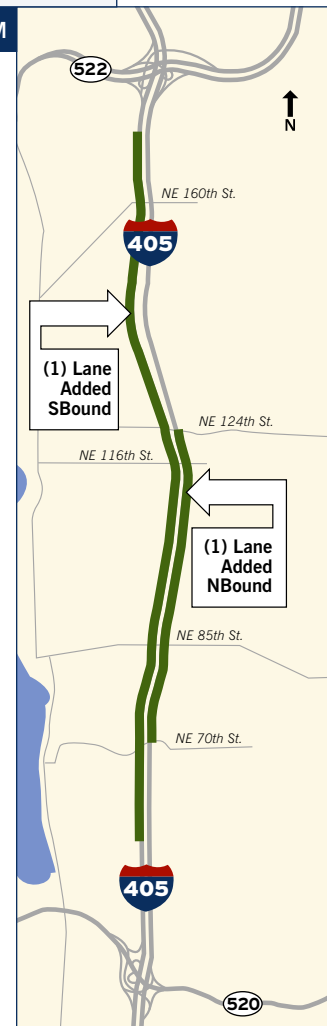 M
522
N
NE 160th St.
405
(1) Lane
Added
SBound
NE 124th St.
NE 116th St.
(1) Lane
Added
NBound
NE 85th St.
NE 70th St.
405
520